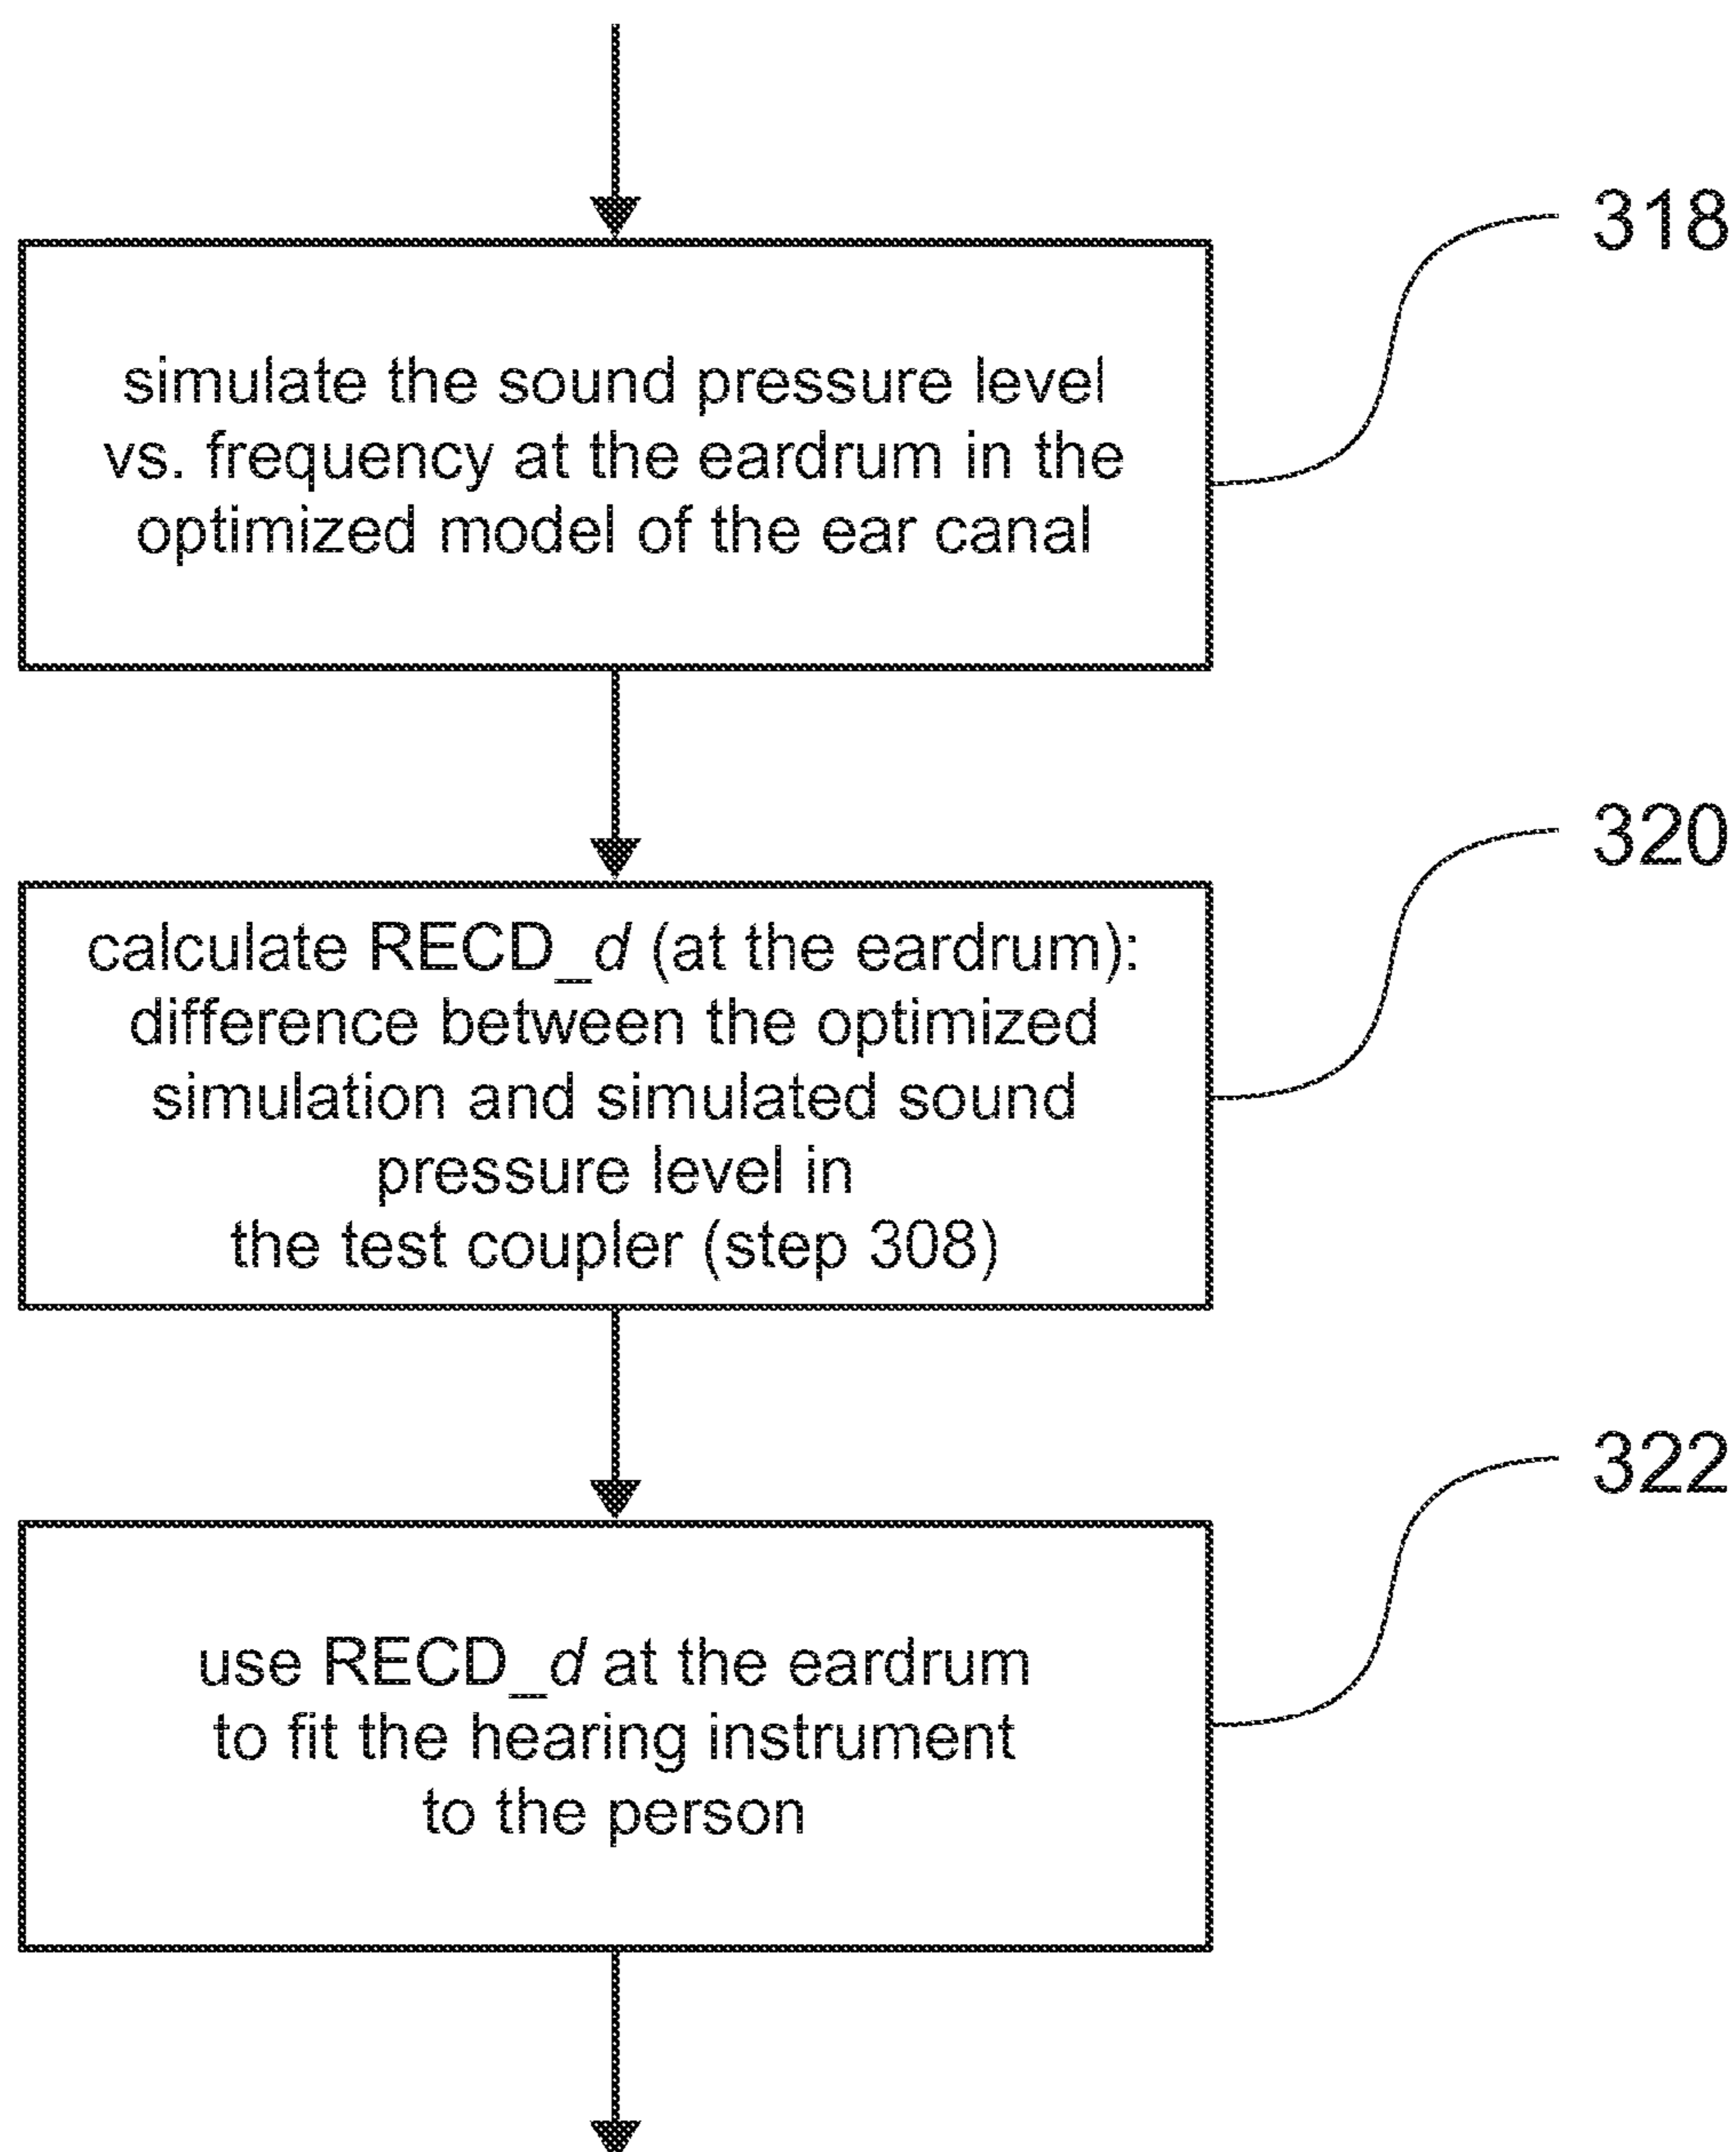 318
simulate the sound pressure level
vs. frequency at the eardrum in the
optimized model of the ear canal
320
calculate RECD_d (at the eardrum):
difference between the optimized
simulation and simulated sound
pressure level in
the test coupler (step 308)
322
use RECD_d at the eardrum
to fit the hearing instrument
to the person